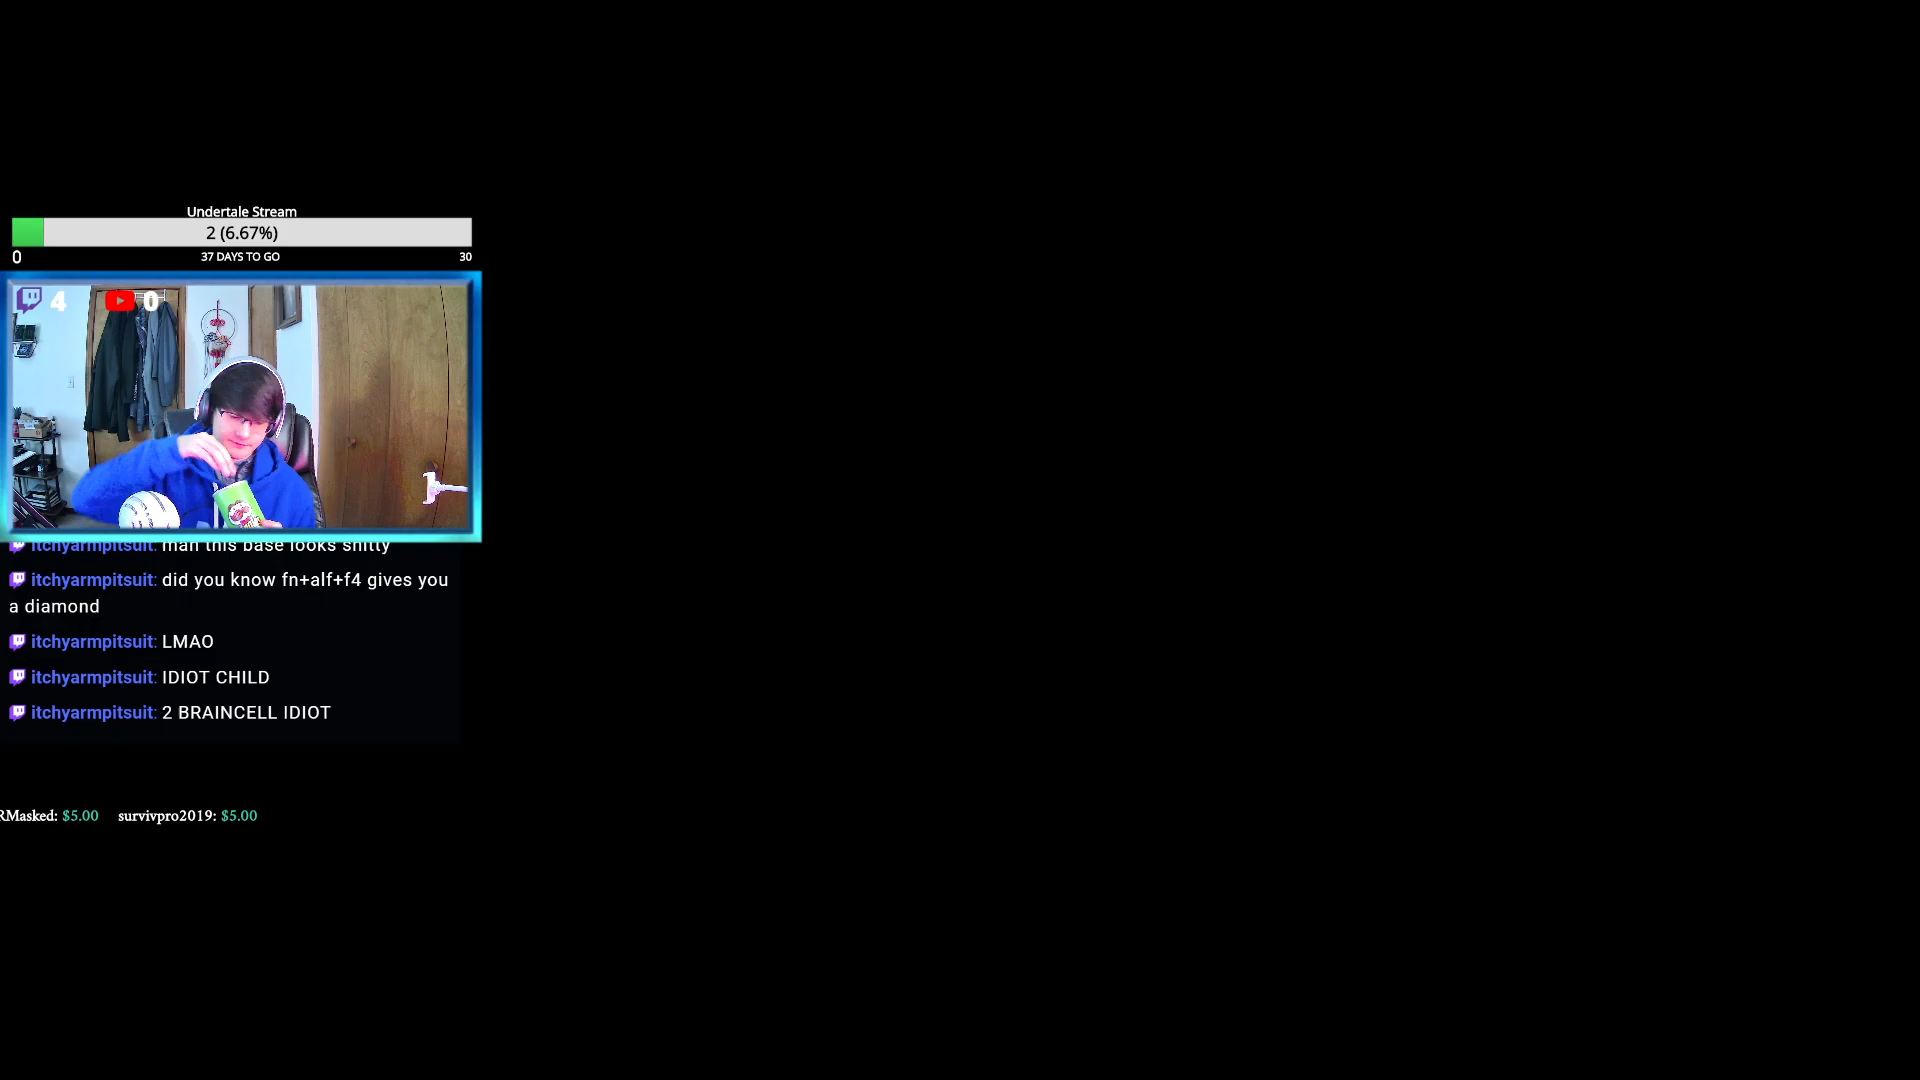 Undertale Stream
2 (6.67%)
0 37 DAYS TO GO 30
4 0
itchyarmpitsuit: man this base looks shitty
itchyarmpitsuit: did you know fn+alf+f4 gives you
a diamond
itchyarmpitsuit: LMAO
itchyarmpitsuit: IDIOT CHILD
itchyarmpitsuit: 2 BRAINCELL IDIOT
RMasked: $5.00 survivpro2019: $5.00